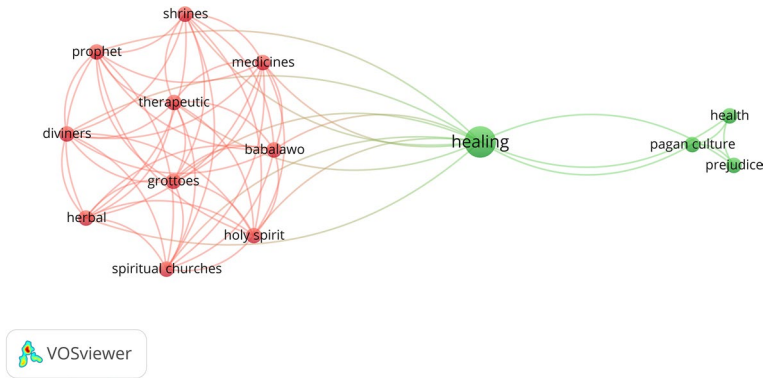 shrines
prophet
medicines
therapeutic
health
diviners
healing
pagan culture
babalawo
prejudice
grottoes
herbal
holy spirit
spiritual churches
VOSviewer